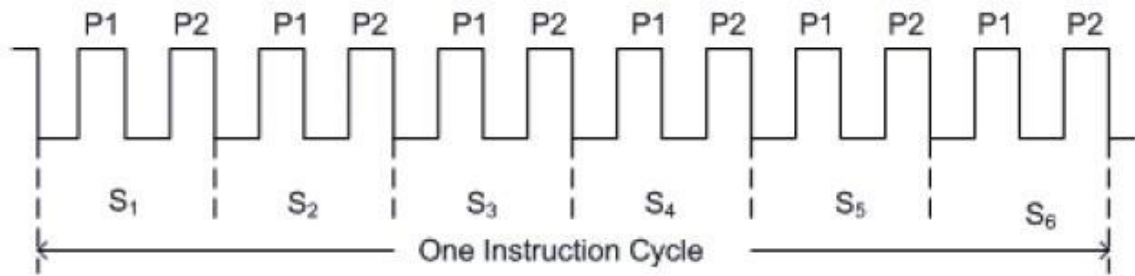 P1 P2 P1 P2 P1 P2 P1 P2 P1 P2 P1 P2
S₁ S₂ S₃ S₄ S₅ S₆
One Instruction Cycle